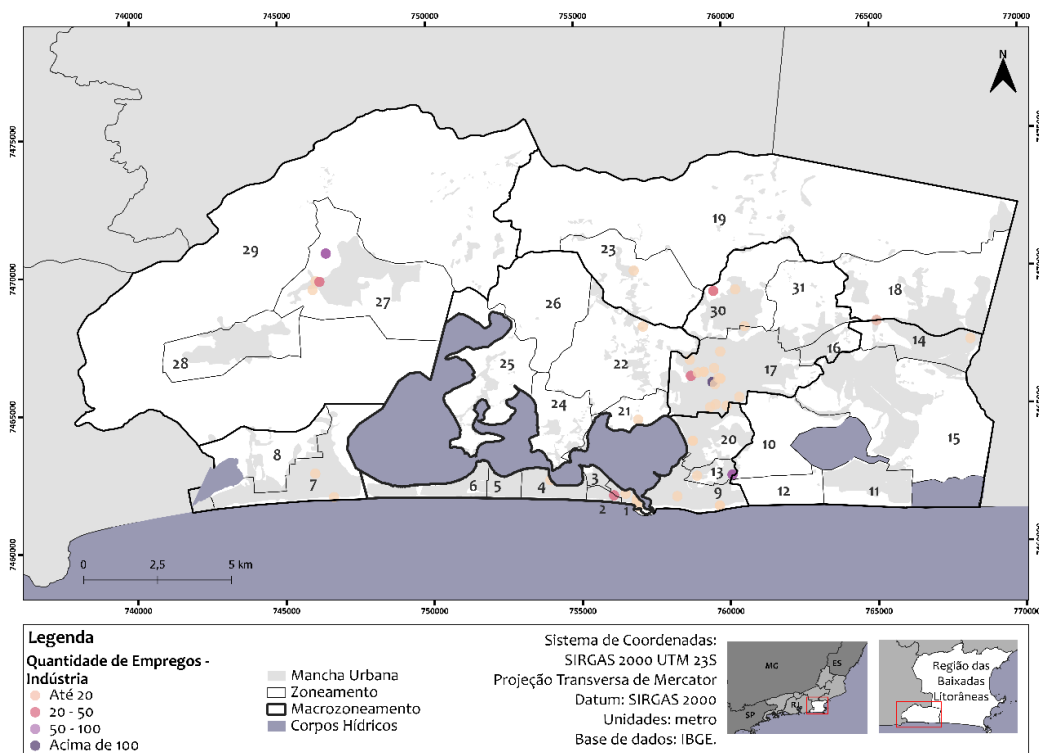 740000 745000 750000 755000 760000 765000 770000
N
7475000 7475000
19
23
29
7470000 7470000
31
18
26
30
27
14
16
28
22
25
17
7465000 7465000
24
21
20
10
15
8
13
3
7
6 5 4
9
12
11
2
1
7460000 7460000
0 2,5 5 km
740000 745000 750000 755000 760000 765000 770000
Legenda
Quantidade de Empregos -
Indústria
Até 20
20 - 50
50 - 100
Acima de 100
Mancha Urbana
Zoneamento
Macrozoneamento
Corpos Hídricos
Sistema de Coordenadas:
SIRGAS 2000 UTM 23S
Projeção Transversa de Mercator
Datum: SIRGAS 2000
Unidades: metro
Base de dados: IBGE.
MG
ES
RJ
SP
Região das
Baixadas
Litorâneas